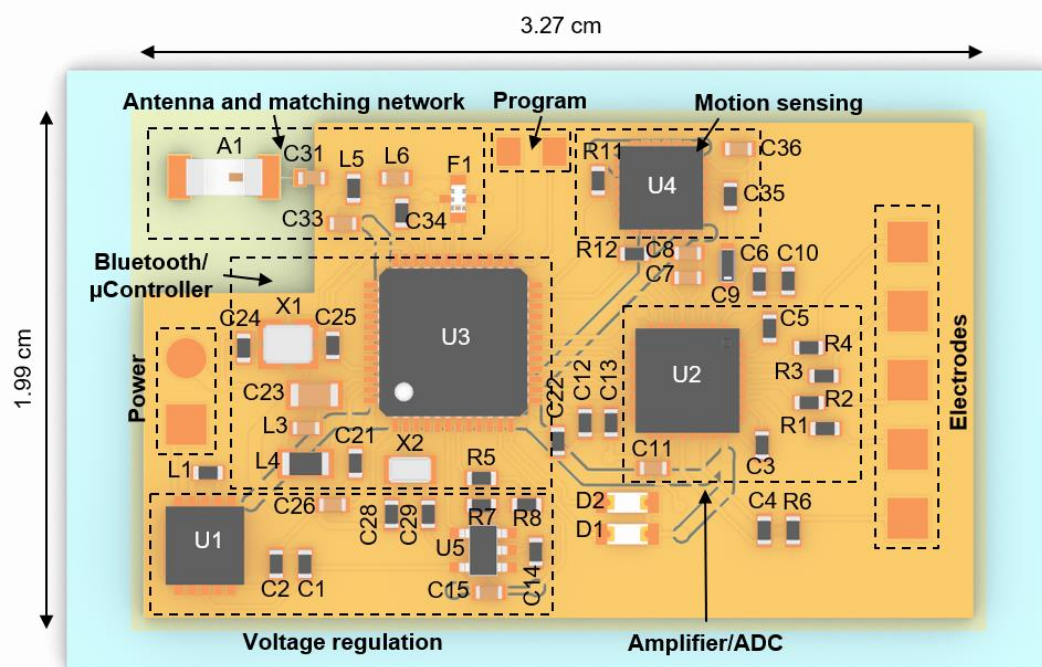 3.27 cm
Antenna and matching network
Program
Motion sensing
A1
C31
L5
L6
F1
R11
U4
C36
C35
C33
C34
R12
C8
C7
C6
C10
C9
Bluetooth/
µController
1.99 cm
Power
C24
X1
C25
U3
C5
R4
U2
R3
R2
R1
Electrodes
C23
L3
C22
C12
C13
L4
C21
X2
C11
C3
L1
R5
C26
C28
C29
R7
R8
D2
D1
C4
R6
U1
U5
C2
C1
C15
C14
Voltage regulation
Amplifier/ADC